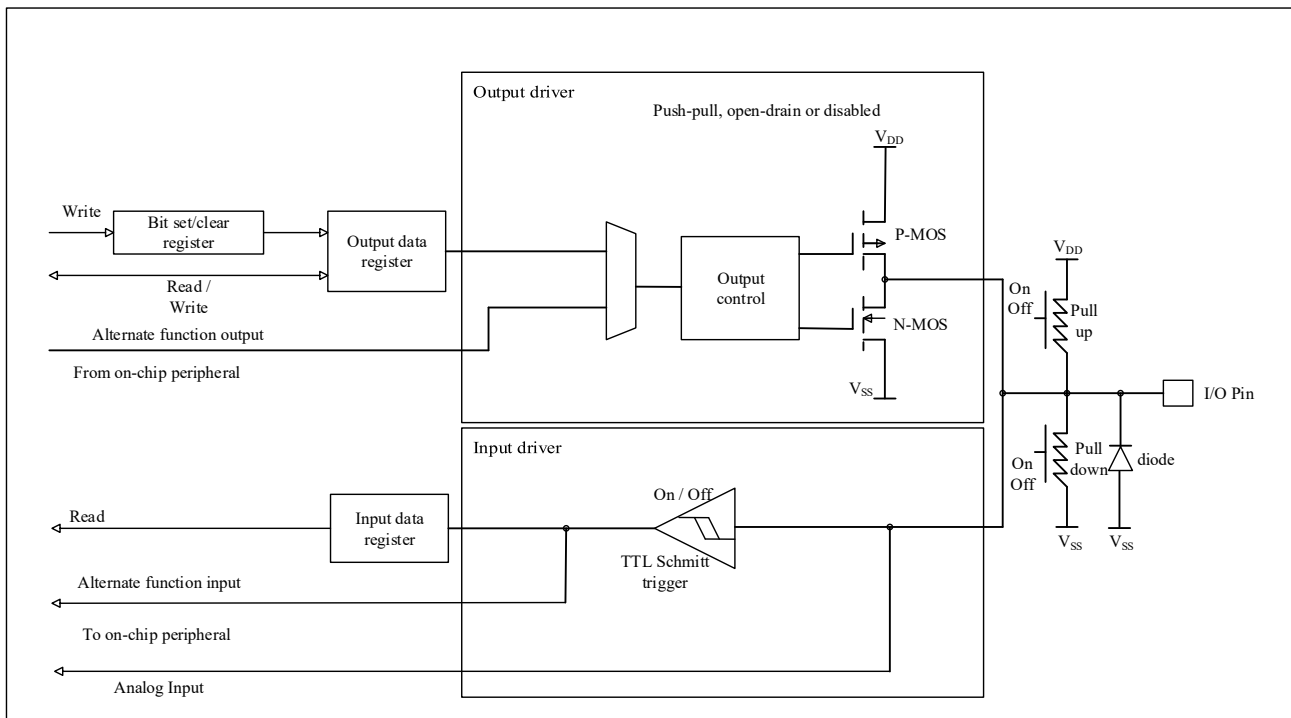 Output driver
Push-pull, open-drain or disabled
VDD
Write
Bit set/clear
register
Output data
register
P-MOS
Read /
Write
Output
control
VDD
On
Off
Pull
up
N-MOS
Alternate function output
From on-chip peripheral
VSS
I/O Pin
Input driver
On
Off
Pull
down
diode
On / Off
Read
Input data
register
TTL Schmitt
trigger
VSS
VSS
Alternate function input
To on-chip peripheral
Analog Input